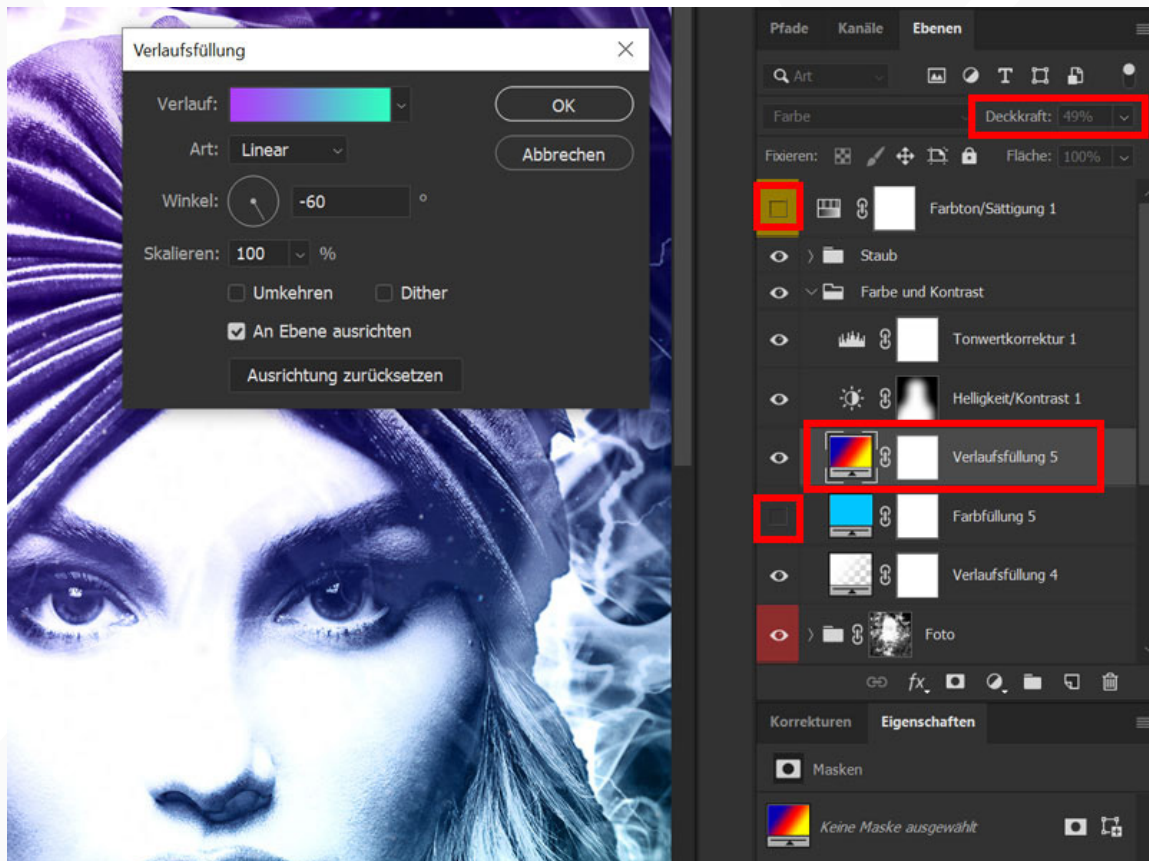 Verlaufsfüllung
Verlauf:
OK
Art: Linear
Abbrechen
Winkel: -60 °
Skalieren: 100 %
Umkehren Dither
An Ebene ausrichten
Ausrichtung zurücksetzen
Pfade Kanäle Ebenen
Art
Farbe Deckkraft: 49%
Fixieren: Fläche: 100%
Farbton/Sättigung 1
Staub
Farbe und Kontrast
Tonwertkorrektur 1
Helligkeit/Kontrast 1
Verlaufsfüllung 5
Farbfüllung 5
Verlaufsfüllung 4
Foto
fx
Korrekturen Eigenschaften
Masken
Keine Maske ausgewählt